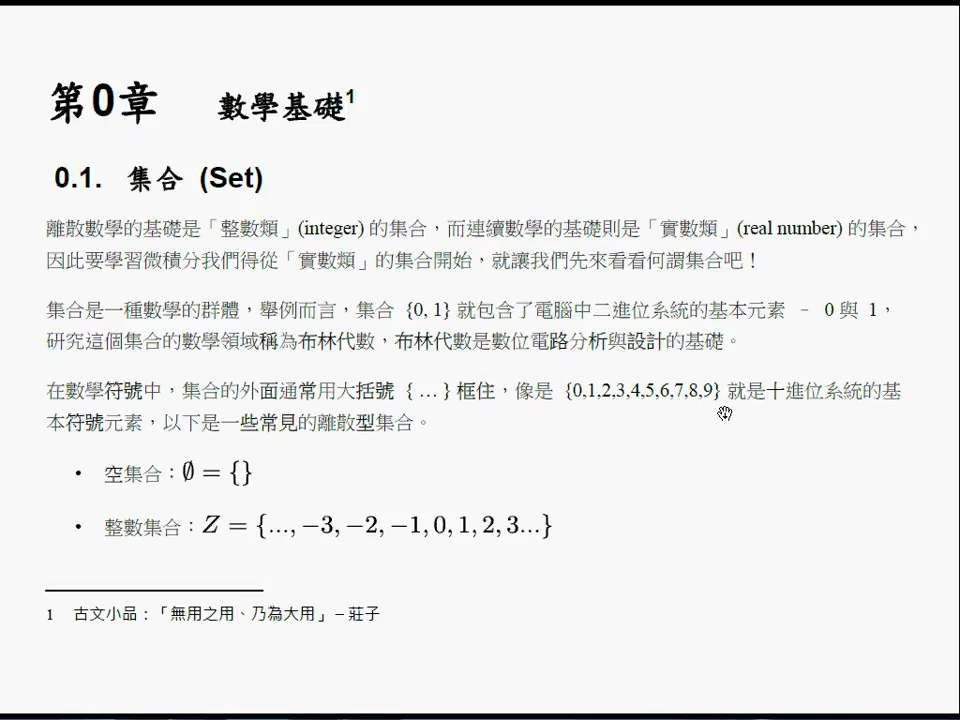 第0章 數學基礎1
0.1. 集合 (Set)
離散數學的基礎是「整數類」(integer) 的集合，而連續數學的基礎則是「實數類」(real number) 的集合，
因此要學習微積分我們得從「實數類」的集合開始，就讓我們先來看看何謂集合吧！
集合是一種數學的群體，舉例而言，集合 {0, 1} 就包含了電腦中二進位系統的基本元素 – 0 與 1，
研究這個集合的數學領域稱為布林代數，布林代數是數位電路分析與設計的基礎。
在數學符號中，集合的外面通常用大括號 { … } 框住，像是 {0,1,2,3,4,5,6,7,8,9} 就是十進位系統的基
本符號元素，以下是一些常見的離散型集合。
• 空集合：∅ = {}
• 整數集合：Z = {..., −3, −2, −1, 0, 1, 2, 3...}
1 古文小品：「無用之用、乃為大用」– 莊子